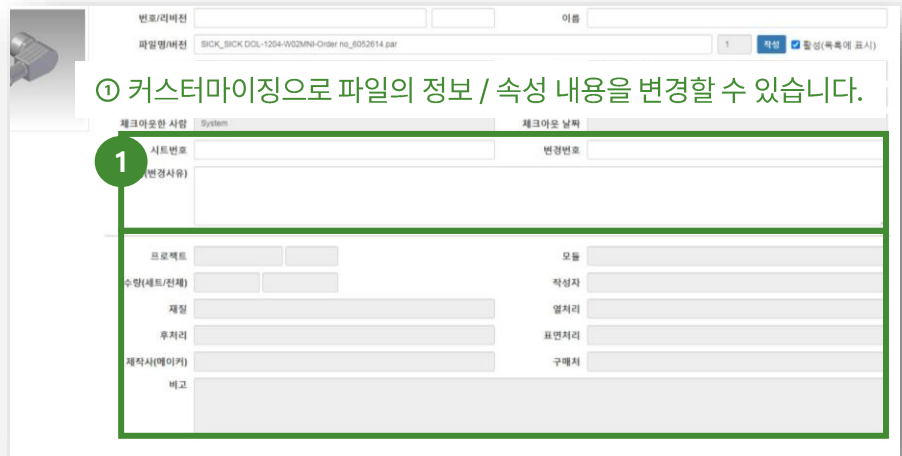 번호/리비전 이름
파일명/버전 SICK_SICK DOL-1204-W02MNI-Order no_6052614.par 1 작성 활성(목록에 표시)
① 커스터마이징으로 파일의 정보 / 속성 내용을 변경할 수 있습니다.
체크아웃한 사람 System 체크아웃 날짜
1 시트번호 변경번호
(변경사유)
프로젝트 모듈
수량(세트/전체) 작성자
재질 열처리
후처리 표면처리
제작사(메이커) 구매처
비고